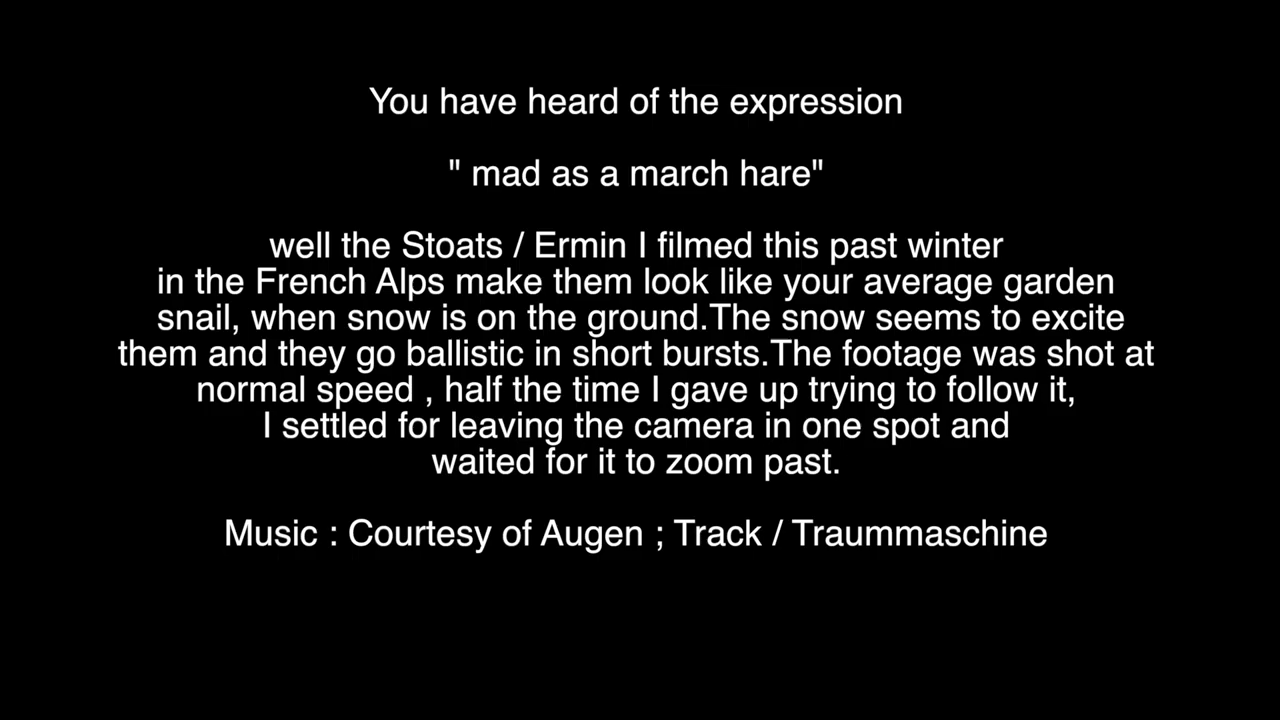 You have heard of the expression
" mad as a march hare"
well the Stoats / Ermin I filmed this past winter
in the French Alps make them look like your average garden
snail, when snow is on the ground.The snow seems to excite
them and they go ballistic in short bursts.The footage was shot at
normal speed , half the time I gave up trying to follow it,
I settled for leaving the camera in one spot and
waited for it to zoom past.
Music : Courtesy of Augen ; Track / Traummaschine